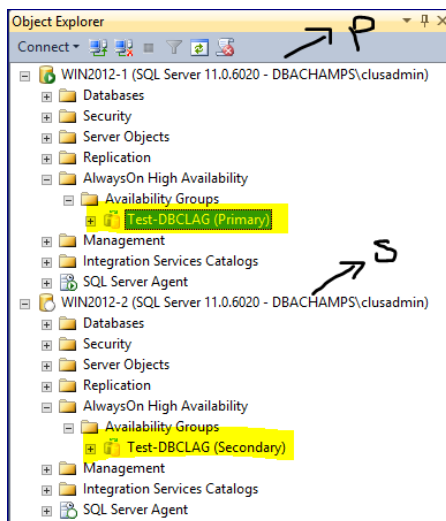 Object Explorer
P
Connect
WIN2012-1 (SQL Server 11.0.6020 - DBACHAMPS\clusadmin)
Databases
Security
Server Objects
Replication
AlwaysOn High Availability
Availability Groups
Test-DBCLAG (Primary)
Management
Integration Services Catalogs
SQL Server Agent
S
WIN2012-2 (SQL Server 11.0.6020 - DBACHAMPS\clusadmin)
Databases
Security
Server Objects
Replication
AlwaysOn High Availability
Availability Groups
Test-DBCLAG (Secondary)
Management
Integration Services Catalogs
SQL Server Agent